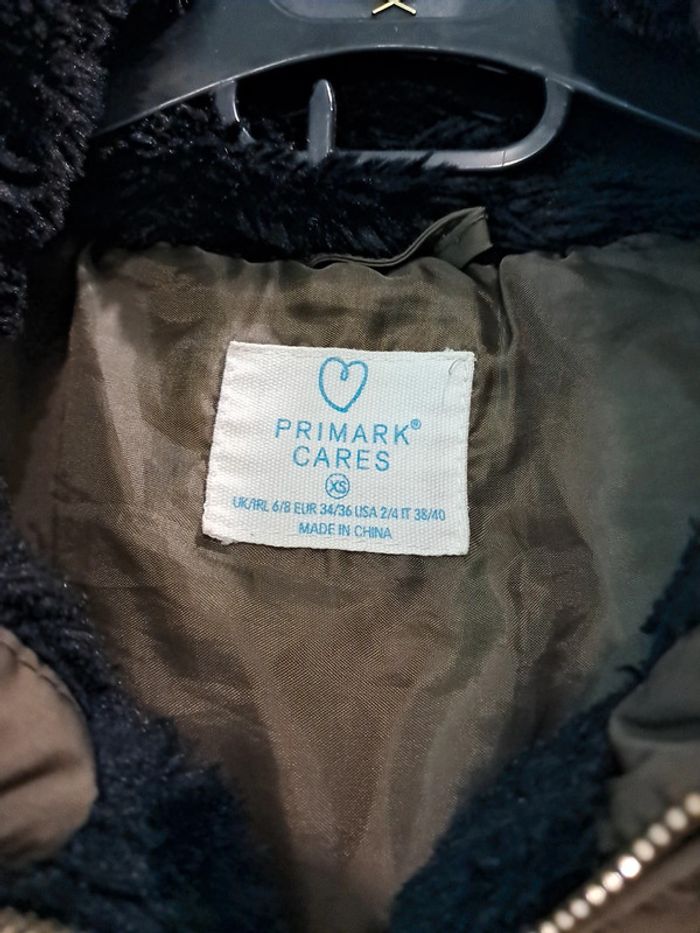 PRIMARK®
CARES
XS
UK/IRL 6/8 EUR 34/36 USA 2/4 IT 38/40
MADE IN CHINA